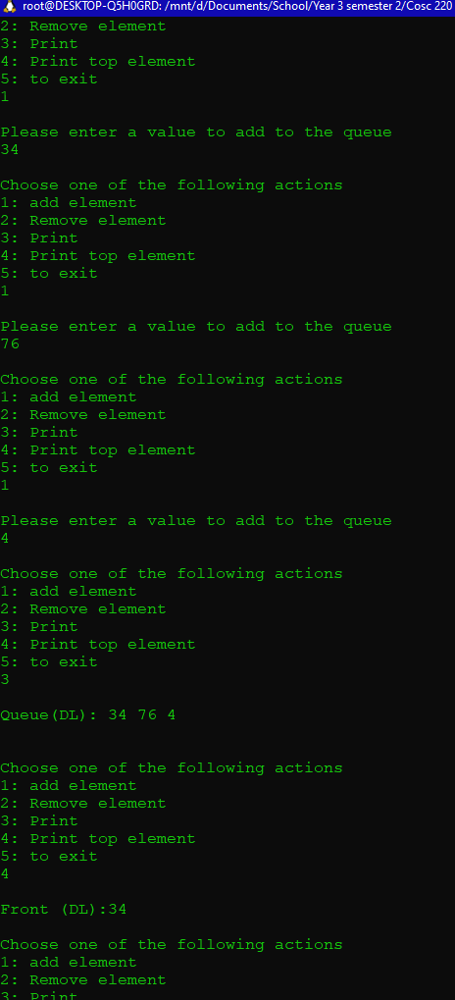 root@DESKTOP-Q5H0GRD: /mnt/d/Documents/School/Year 3 semester 2/Cosc 220
2: Remove element
3: Print
4: Print top element
5: to exit
1
Please enter a value to add to the queue
34
Choose one of the following actions
1: add element
2: Remove element
3: Print
4: Print top element
5: to exit
1
Please enter a value to add to the queue
76
Choose one of the following actions
1: add element
2: Remove element
3: Print
4: Print top element
5: to exit
1
Please enter a value to add to the queue
4
Choose one of the following actions
1: add element
2: Remove element
3: Print
4: Print top element
5: to exit
3
Queue(DL): 34 76 4
Choose one of the following actions
1: add element
2: Remove element
3: Print
4: Print top element
5: to exit
4
Front (DL):34
Choose one of the following actions
1: add element
2: Remove element
3: Print